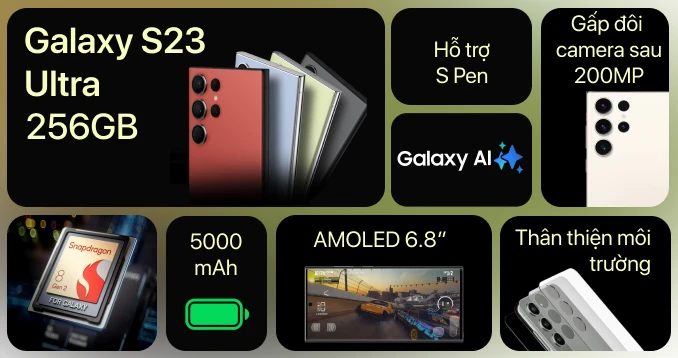 Galaxy S23
Ultra
256GB
Hỗ trợ
S Pen
Galaxy AI
Gấp đôi
camera sau
200MP
Snapdragon
8
Gen 2
FOR GALAXY
5000
mAh
AMOLED 6.8”
Thân thiện môi
trường